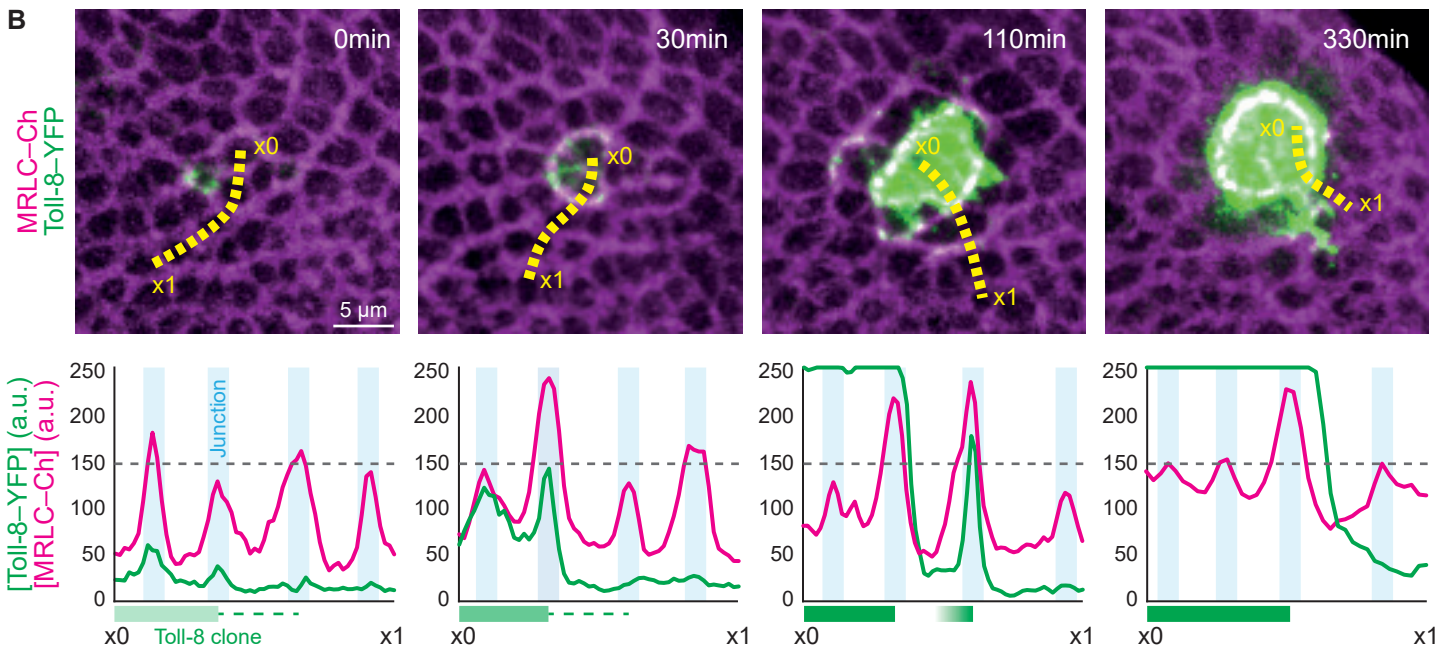 B
MRLC–Ch
Toll-8–YFP
0min
x0
x1
5 μm
30min
x0
x1
110min
x0
x1
330min
x0
x1
[Toll-8–YFP] (a.u.)
[MRLC–Ch] (a.u.)
250
200
150
100
50
0
Junction
x0
Toll-8 clone
x1
250
200
150
100
50
0
x0
x1
250
200
150
100
50
0
x0
x1
250
200
150
100
50
0
x0
x1